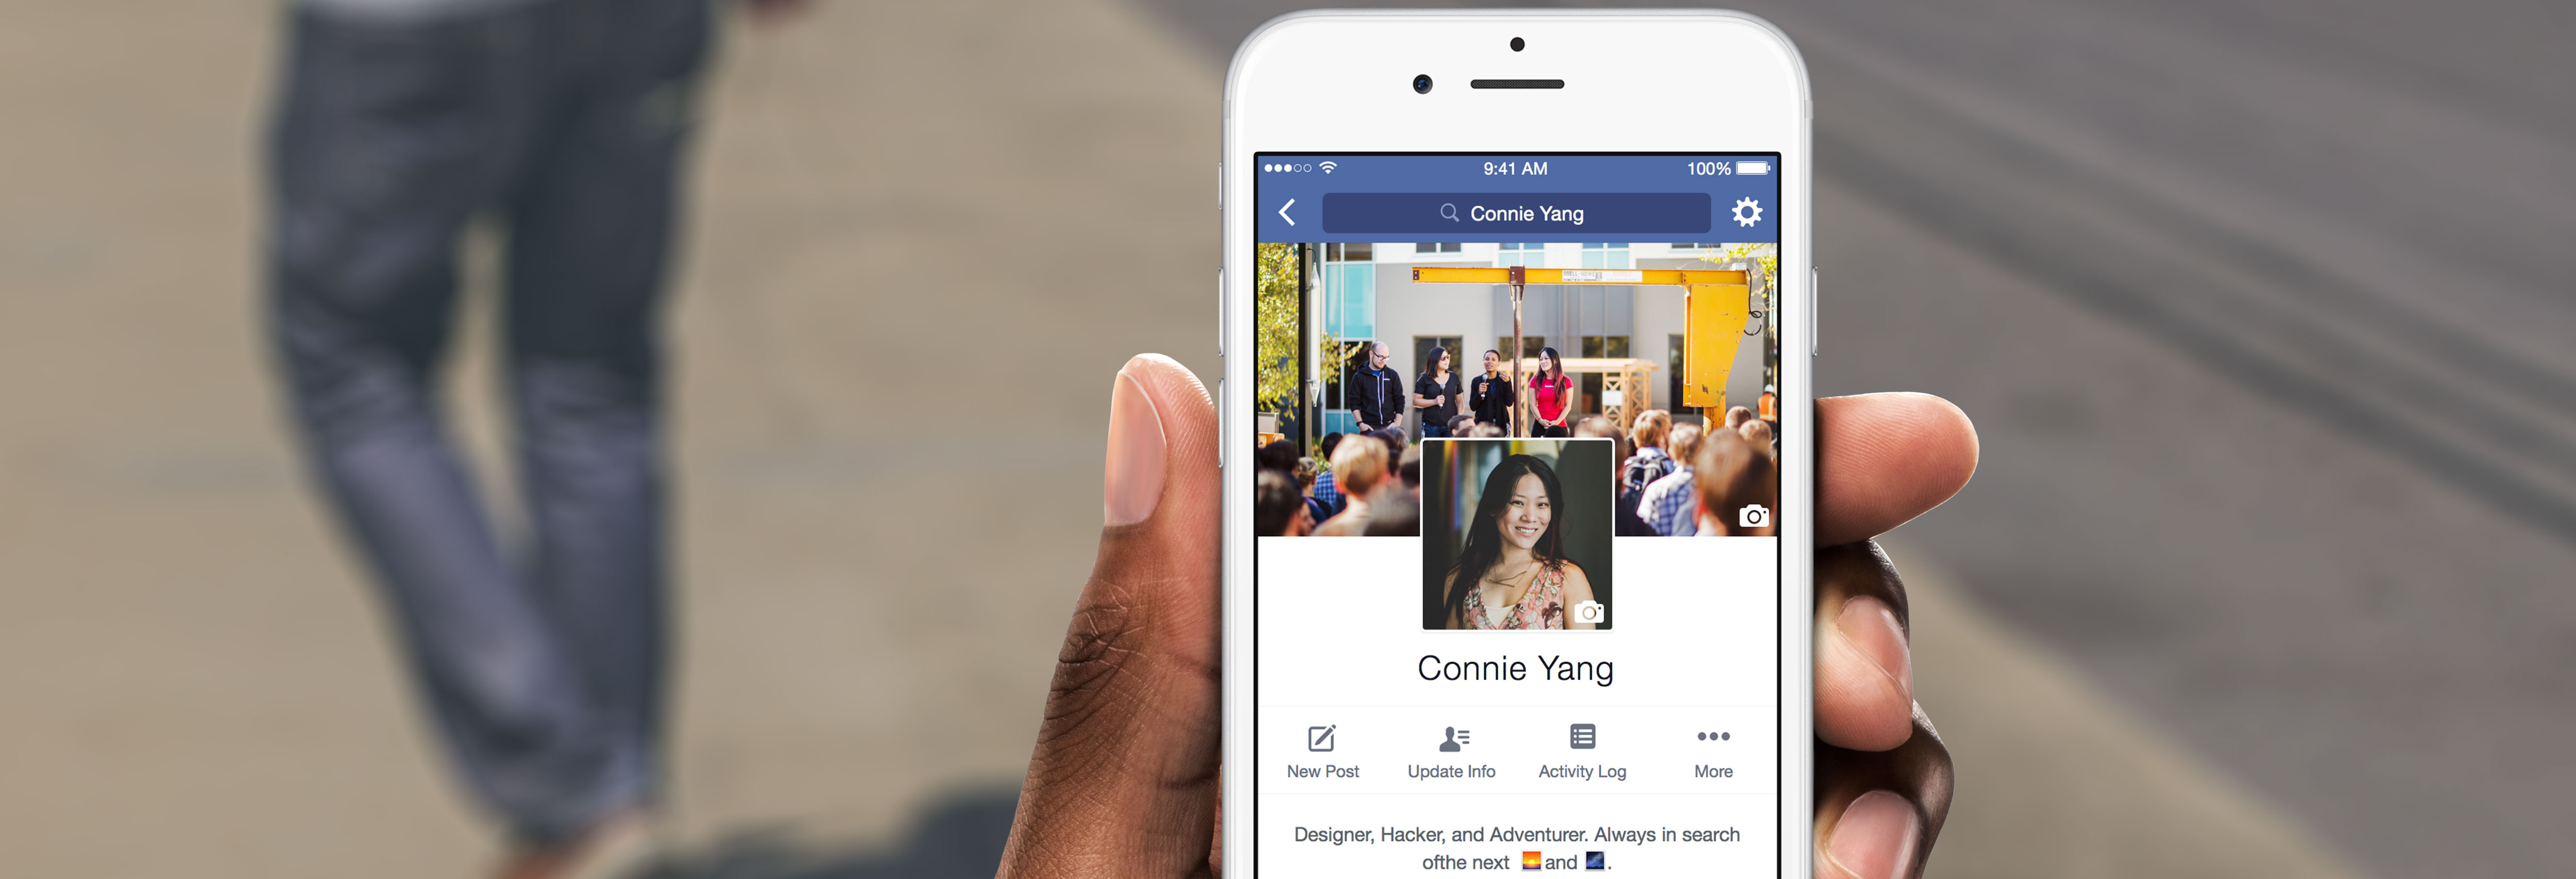 9:41 AM
100%
Connie Yang
Connie Yang
New Post
Update Info
Activity Log
More
Designer, Hacker, and Adventurer. Always in search
ofthe next 🌅 and 🌌.